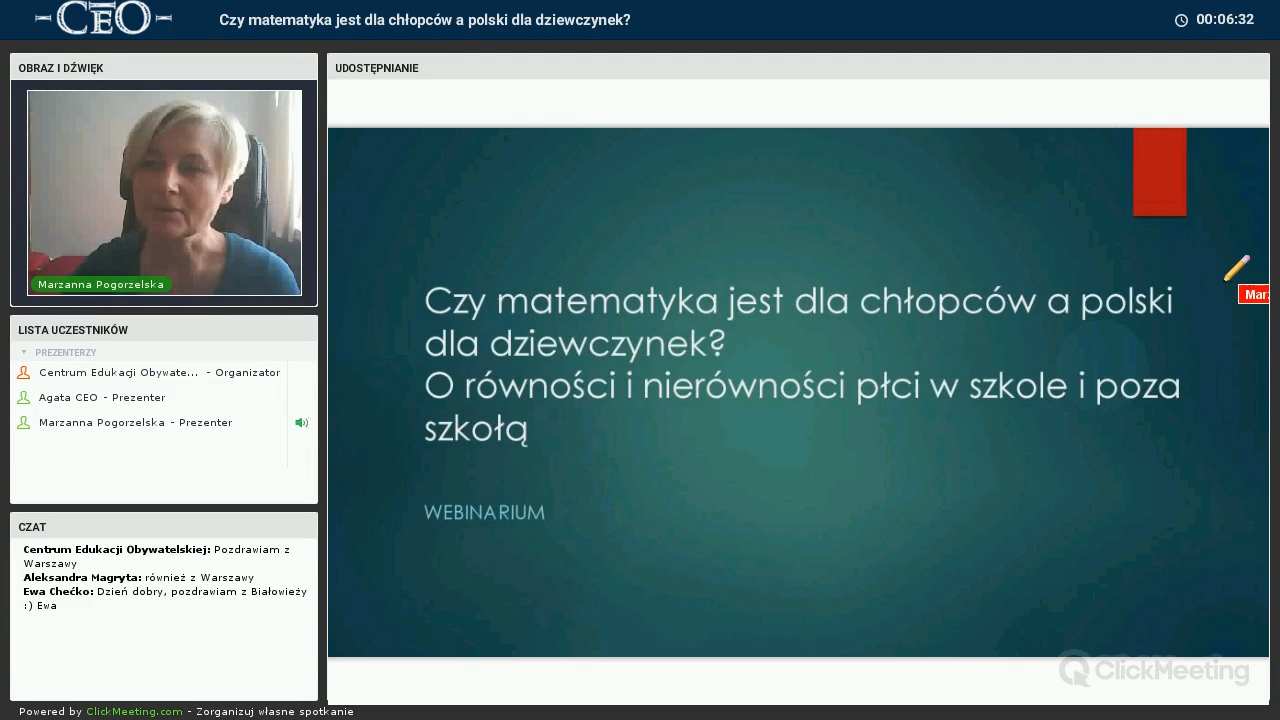 CEO
Czy matematyka jest dla chłopców a polski dla dziewczynek?
00:06:32
OBRAZ I DŹWIĘK
Marzanna Pogorzelska
LISTA UCZESTNIKÓW
PREZENTERZY
Centrum Edukacji Obywate... - Organizator
Agata CEO - Prezenter
Marzanna Pogorzelska - Prezenter
CZAT
Centrum Edukacji Obywatelskiej: Pozdrawiam z
Warszawy
Aleksandra Magryta: również z Warszawy
Ewa Chećko: Dzień dobry, pozdrawiam z Białowieży
:) Ewa
UDOSTĘPNIANIE
Czy matematyka jest dla chłopców a polski
dla dziewczynek?
O równości i nierówności płci w szkole i poza
szkołą
WEBINARIUM
Mar
ClickMeeting
Powered by ClickMeeting.com - Zorganizuj własne spotkanie